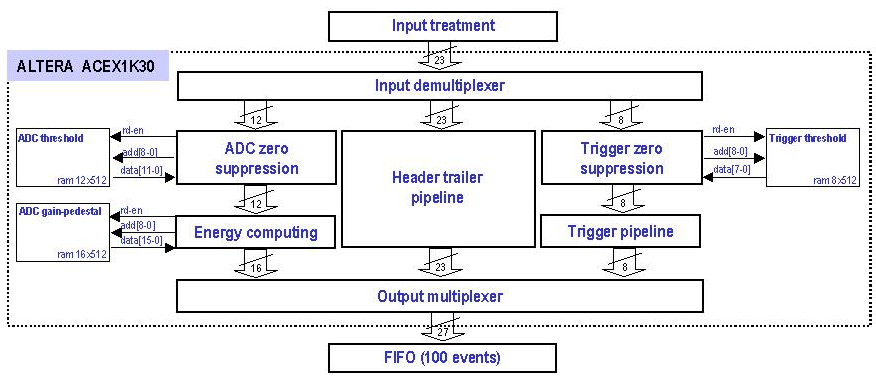 Input treatment
23
ALTERA ACEX1K30
Input demultiplexer
12
23
8
ADC threshold
ram 12x512
rd-en
add[8-0]
data[11-0]
ADC zero
suppression
Header trailer
pipeline
Trigger zero
suppression
rd-en
add[8-0]
data[7-0]
Trigger threshold
ram 8x512
12
8
ADC gain-pedestal
ram 16x512
rd-en
add[8-0]
data[15-0]
Energy computing
Trigger pipeline
16
23
8
Output multiplexer
27
FIFO (100 events)